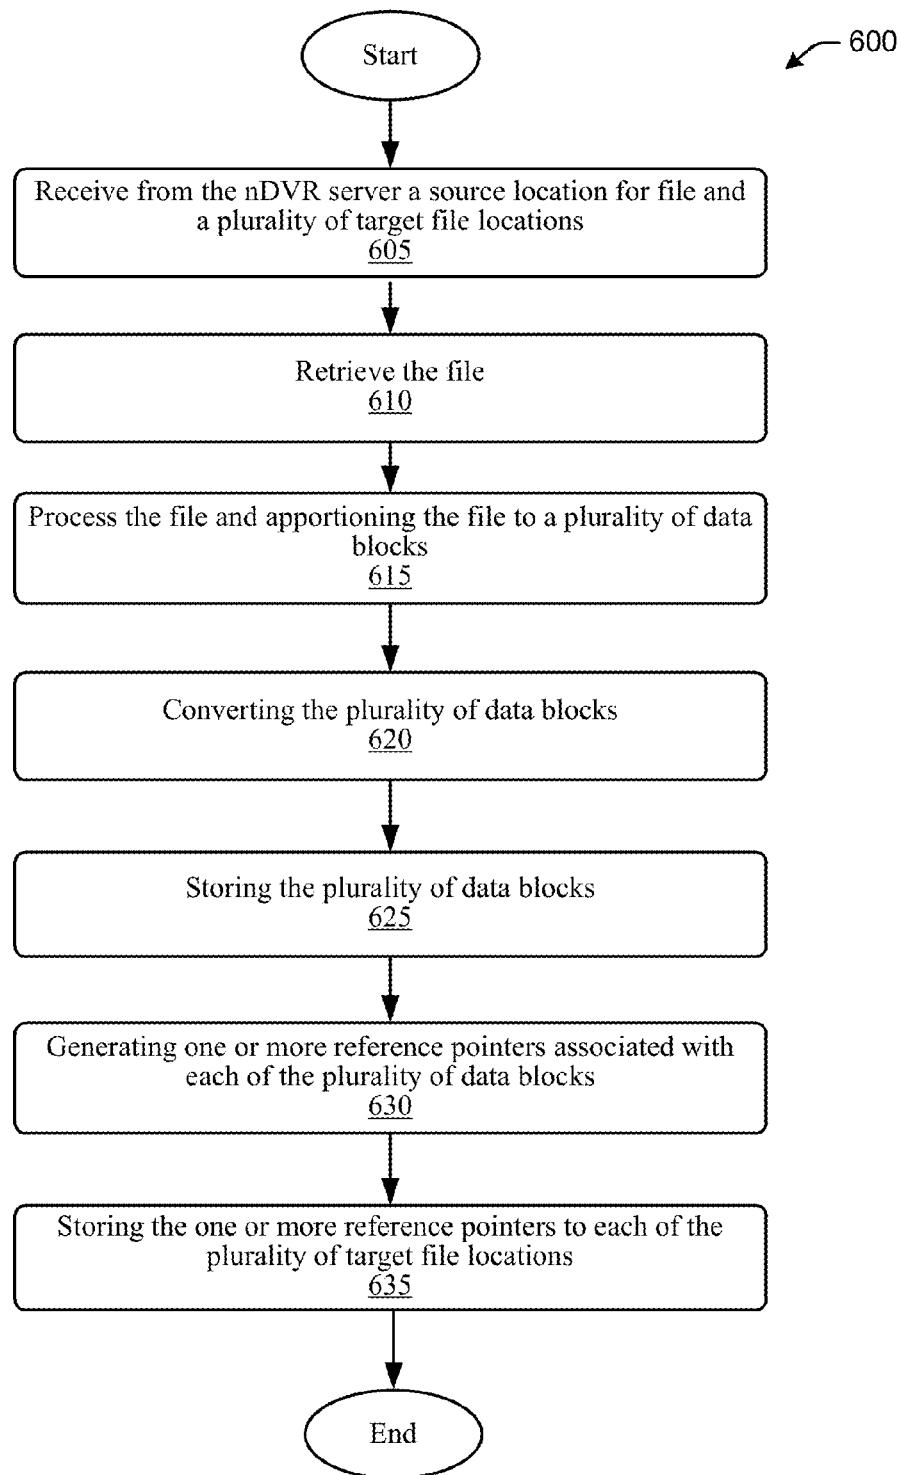 Start
600
Receive from the nDVR server a source location for file and
a plurality of target file locations
605
Retrieve the file
610
Process the file and apportioning the file to a plurality of data
blocks
615
Converting the plurality of data blocks
620
Storing the plurality of data blocks
625
Generating one or more reference pointers associated with
each of the plurality of data blocks
630
Storing the one or more reference pointers to each of the
plurality of target file locations
635
End